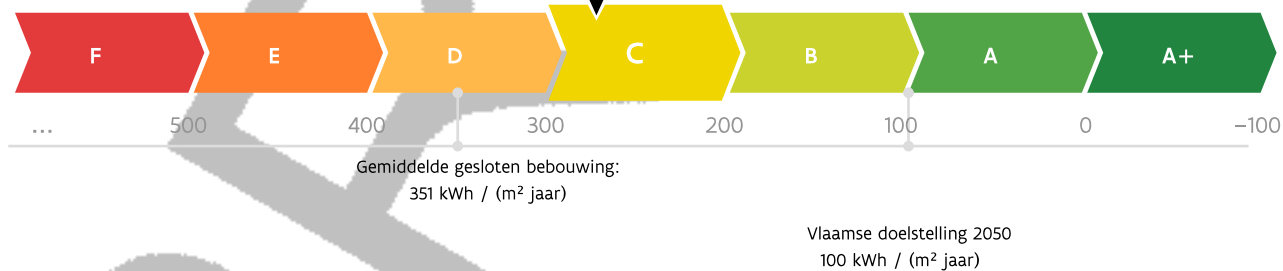 F E D C B A A+
... 500 400 300 200 100 0 –100
Gemiddelde gesloten bebouwing:
351 kWh / (m² jaar)
Vlaamse doelstelling 2050
100 kWh / (m² jaar)